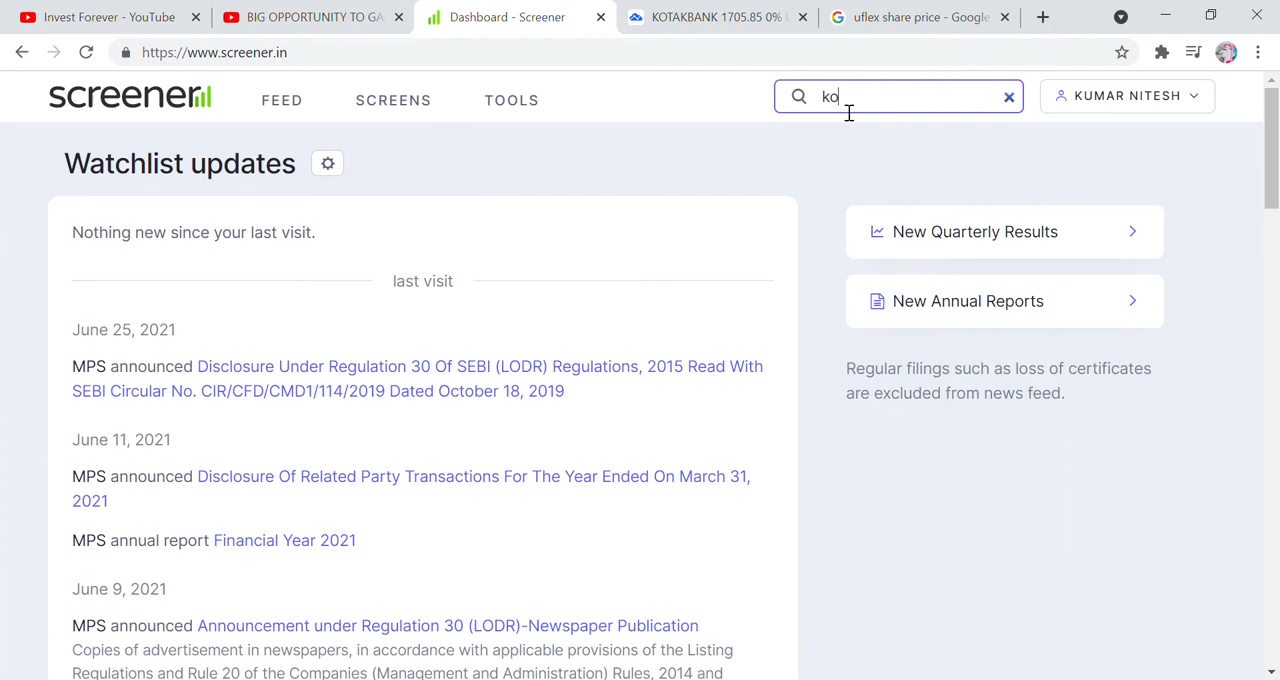 Invest Forever - YouTube
BIG OPPORTUNITY TO GA
Dashboard - Screener
KOTAKBANK 1705.85 0%
uflex share price - Google
https://www.screener.in
screener
FEED
SCREENS
TOOLS
ko
KUMAR NITESH
Watchlist updates
Nothing new since your last visit.
last visit
June 25, 2021
MPS announced Disclosure Under Regulation 30 Of SEBI (LODR) Regulations, 2015 Read With
SEBI Circular No. CIR/CFD/CMD1/114/2019 Dated October 18, 2019
June 11, 2021
MPS announced Disclosure Of Related Party Transactions For The Year Ended On March 31,
2021
MPS annual report Financial Year 2021
June 9, 2021
MPS announced Announcement under Regulation 30 (LODR)-Newspaper Publication
Copies of advertisement in newspapers, in accordance with applicable provisions of the Listing
Regulations and Rule 20 of the Companies (Management and Administration) Rules, 2014 and
New Quarterly Results
New Annual Reports
Regular filings such as loss of certificates
are excluded from news feed.